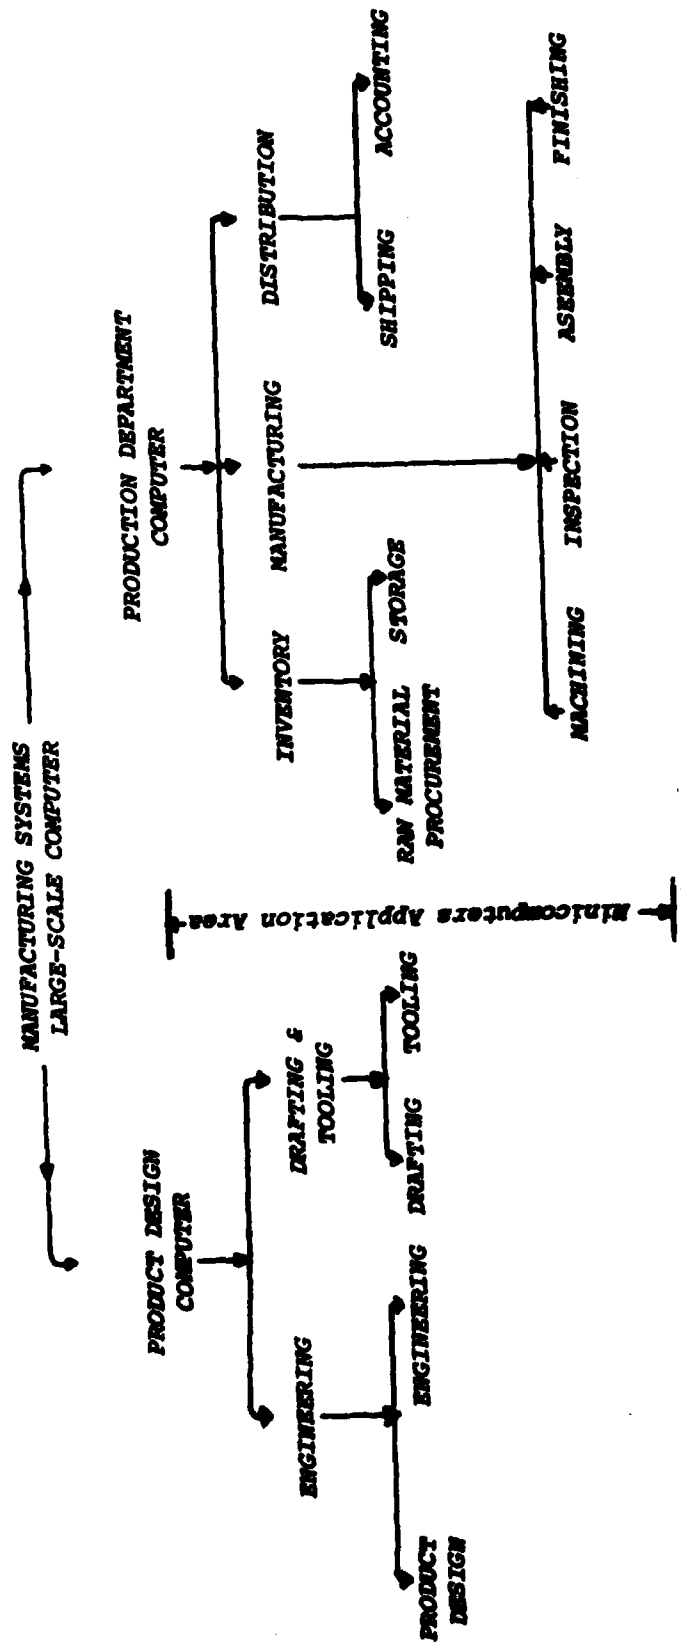 MANUFACTURING SYSTEMS
LARGE-SCALE COMPUTER
PRODUCT DESIGN
COMPUTER
PRODUCTION DEPARTMENT
COMPUTER
ENGINEERING
DRAFTING &
TOOLING
INVENTORY
MANUFACTURING
DISTRIBUTION
PRODUCT
DESIGN
ENGINEERING
DRAFTING
TOOLING
Minicomputers Application Area
RAW MATERIAL
PROCUREMENT
STORAGE
SHIPPING
ACCOUNTING
MACHINING
INSPECTION
ASEMBLY
FINISHING